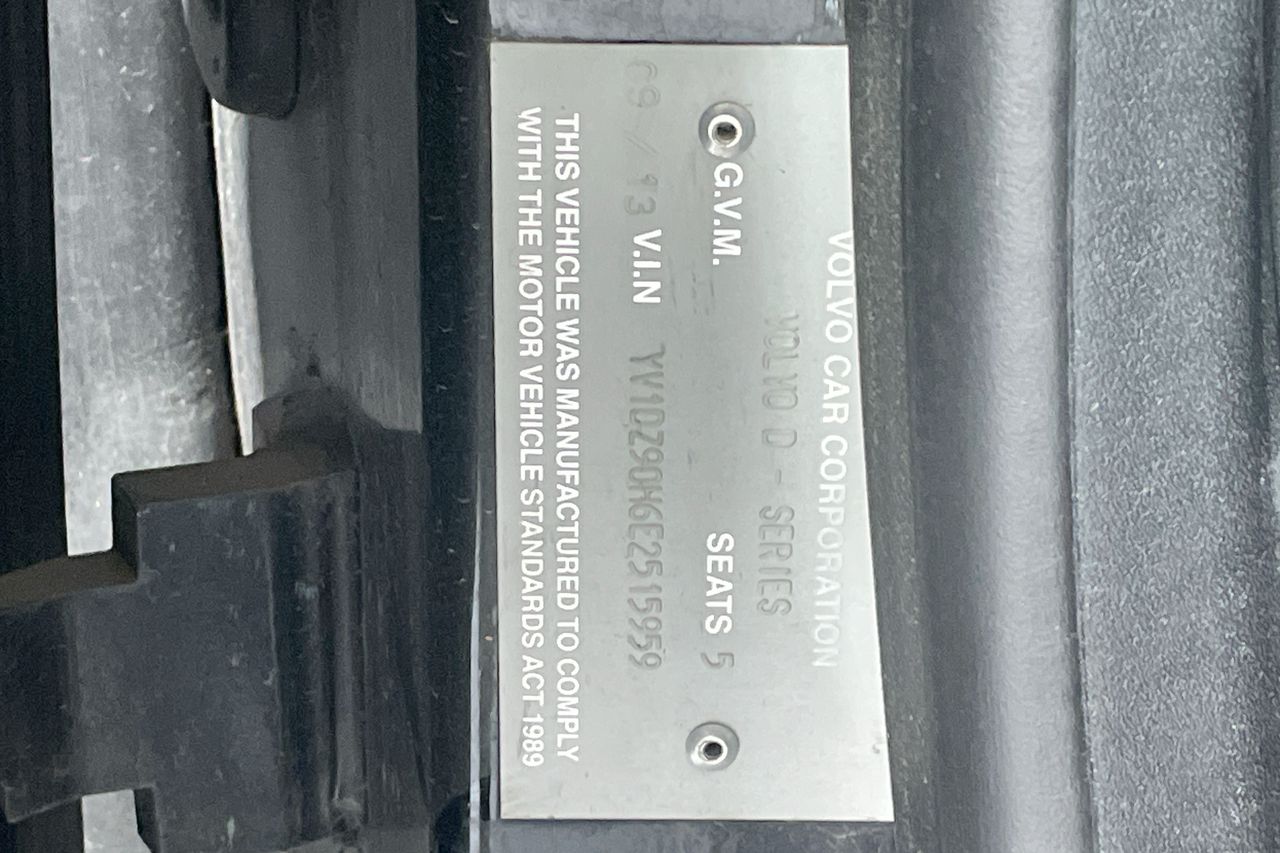 VOLVO CAR CORPORATION
VOLVO D - SERIES
G.V.M. SEATS 5
09 / 13 V.I.N YV1DZ90H6E2515959
THIS VEHICLE WAS MANUFACTURED TO COMPLY
WITH THE MOTOR VEHICLE STANDARDS ACT 1989